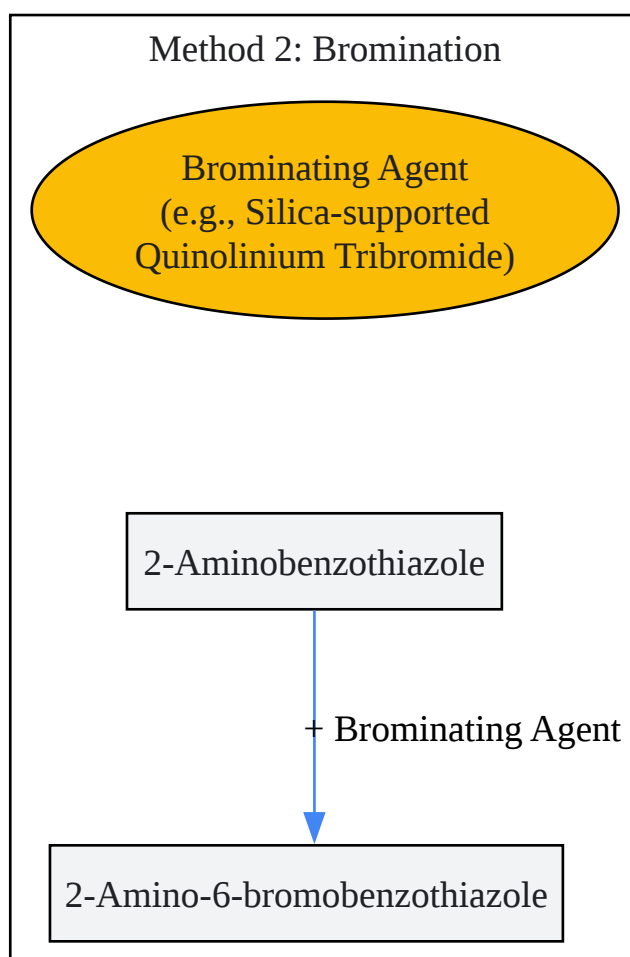 Method 2: Bromination
Brominating Agent
(e.g., Silica-supported
Quinolinium Tribromide)
2-Aminobenzothiazole
+ Brominating Agent
2-Amino-6-bromobenzothiazole